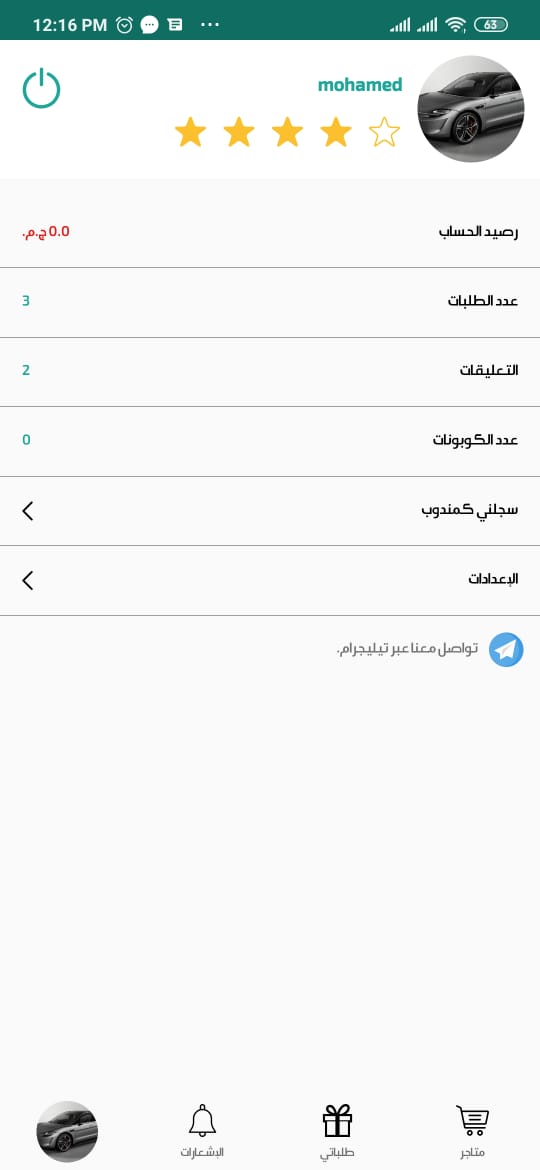 12:16 PM
63
mohamed
رصيد الحساب
0.0 ج.م.
عدد الطلبات
3
التعليقات
2
عدد الكوبونات
0
سجلني كمندوب
الإعدادات
تواصل معنا عبر تيليجرام.
متاجر
طلباتي
الإشعارات